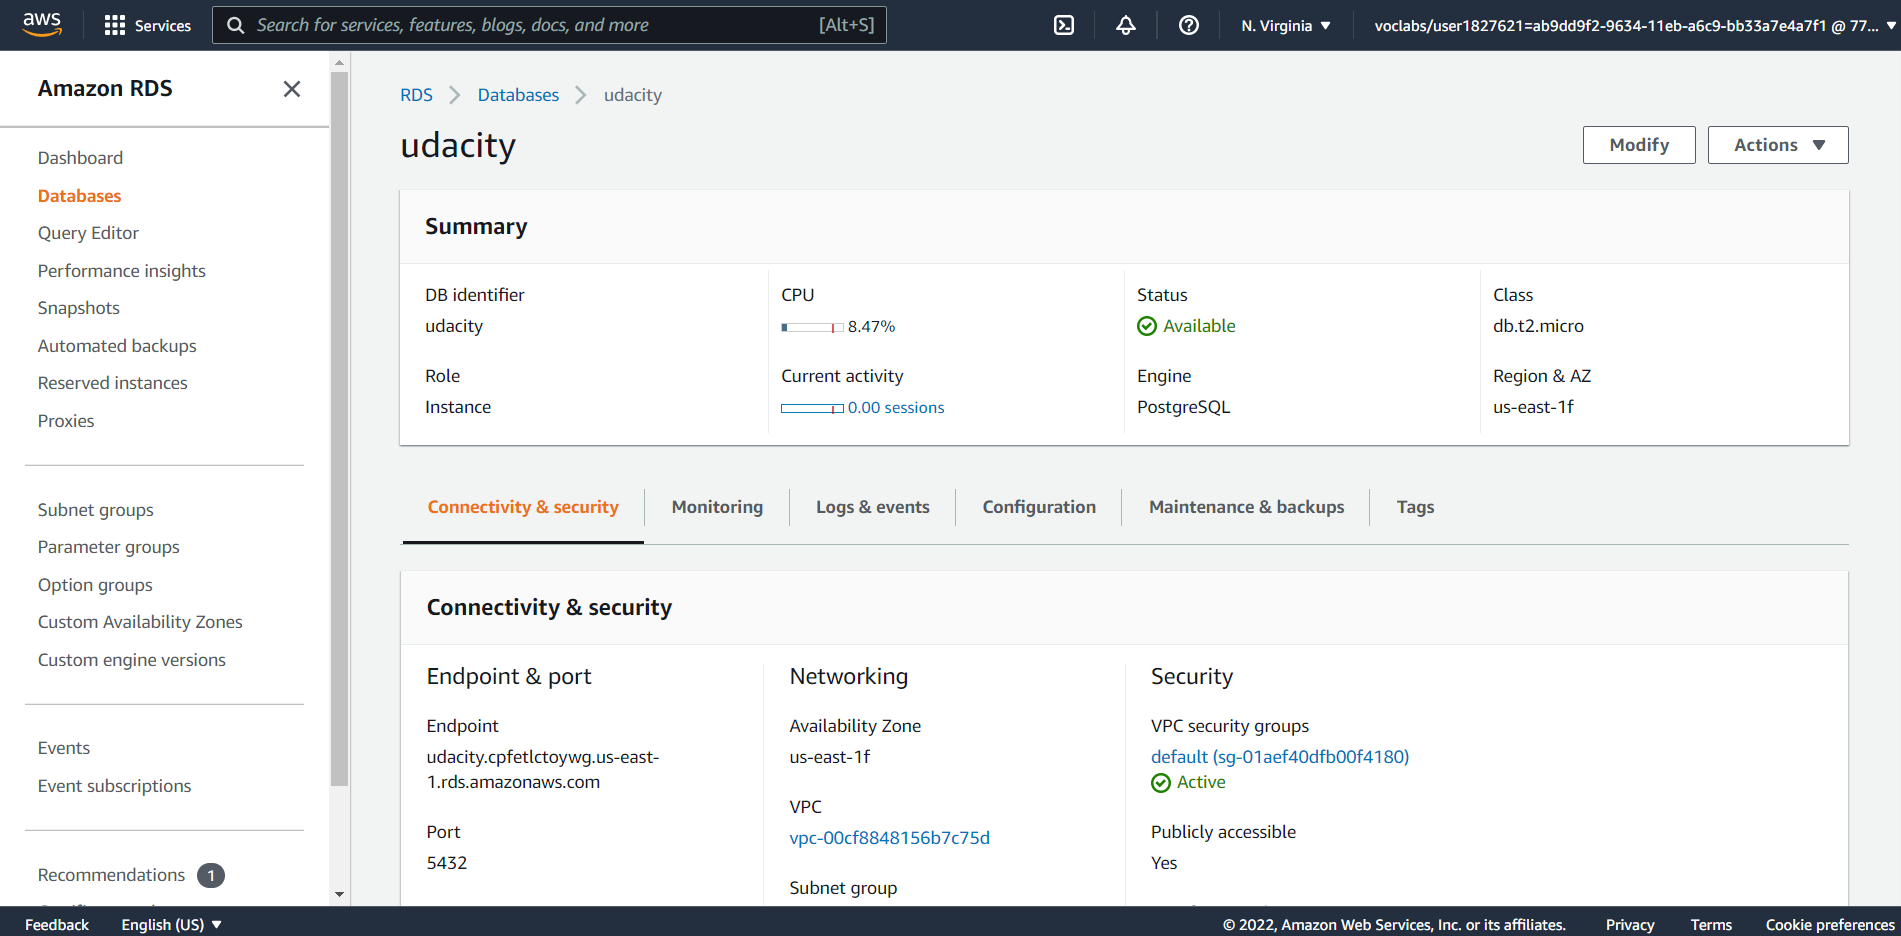 aws
Services
Search for services, features, blogs, docs, and more
[Alt+S]
N. Virginia
voclabs/user1827621=ab9dd9f2-9634-11eb-a6c9-bb33a7e4a7f1 @ 77...
Amazon RDS
Dashboard
Databases
Query Editor
Performance insights
Snapshots
Automated backups
Reserved instances
Proxies
Subnet groups
Parameter groups
Option groups
Custom Availability Zones
Custom engine versions
Events
Event subscriptions
Recommendations 1
RDS
Databases
udacity
udacity
Modify
Actions
Summary
DB identifier
udacity
CPU
8.47%
Status
Available
Class
db.t2.micro
Role
Instance
Current activity
0.00 sessions
Engine
PostgreSQL
Region & AZ
us-east-1f
Connectivity & security
Monitoring
Logs & events
Configuration
Maintenance & backups
Tags
Connectivity & security
Endpoint & port
Endpoint
udacity.cpfetlctoywg.us-east-
1.rds.amazonaws.com
Port
5432
Networking
Availability Zone
us-east-1f
VPC
vpc-00cf8848156b7c75d
Subnet group
Security
VPC security groups
default (sg-01aef40dfb00f4180)
Active
Publicly accessible
Yes
Feedback
English (US)
© 2022, Amazon Web Services, Inc. or its affiliates.
Privacy
Terms
Cookie preferences